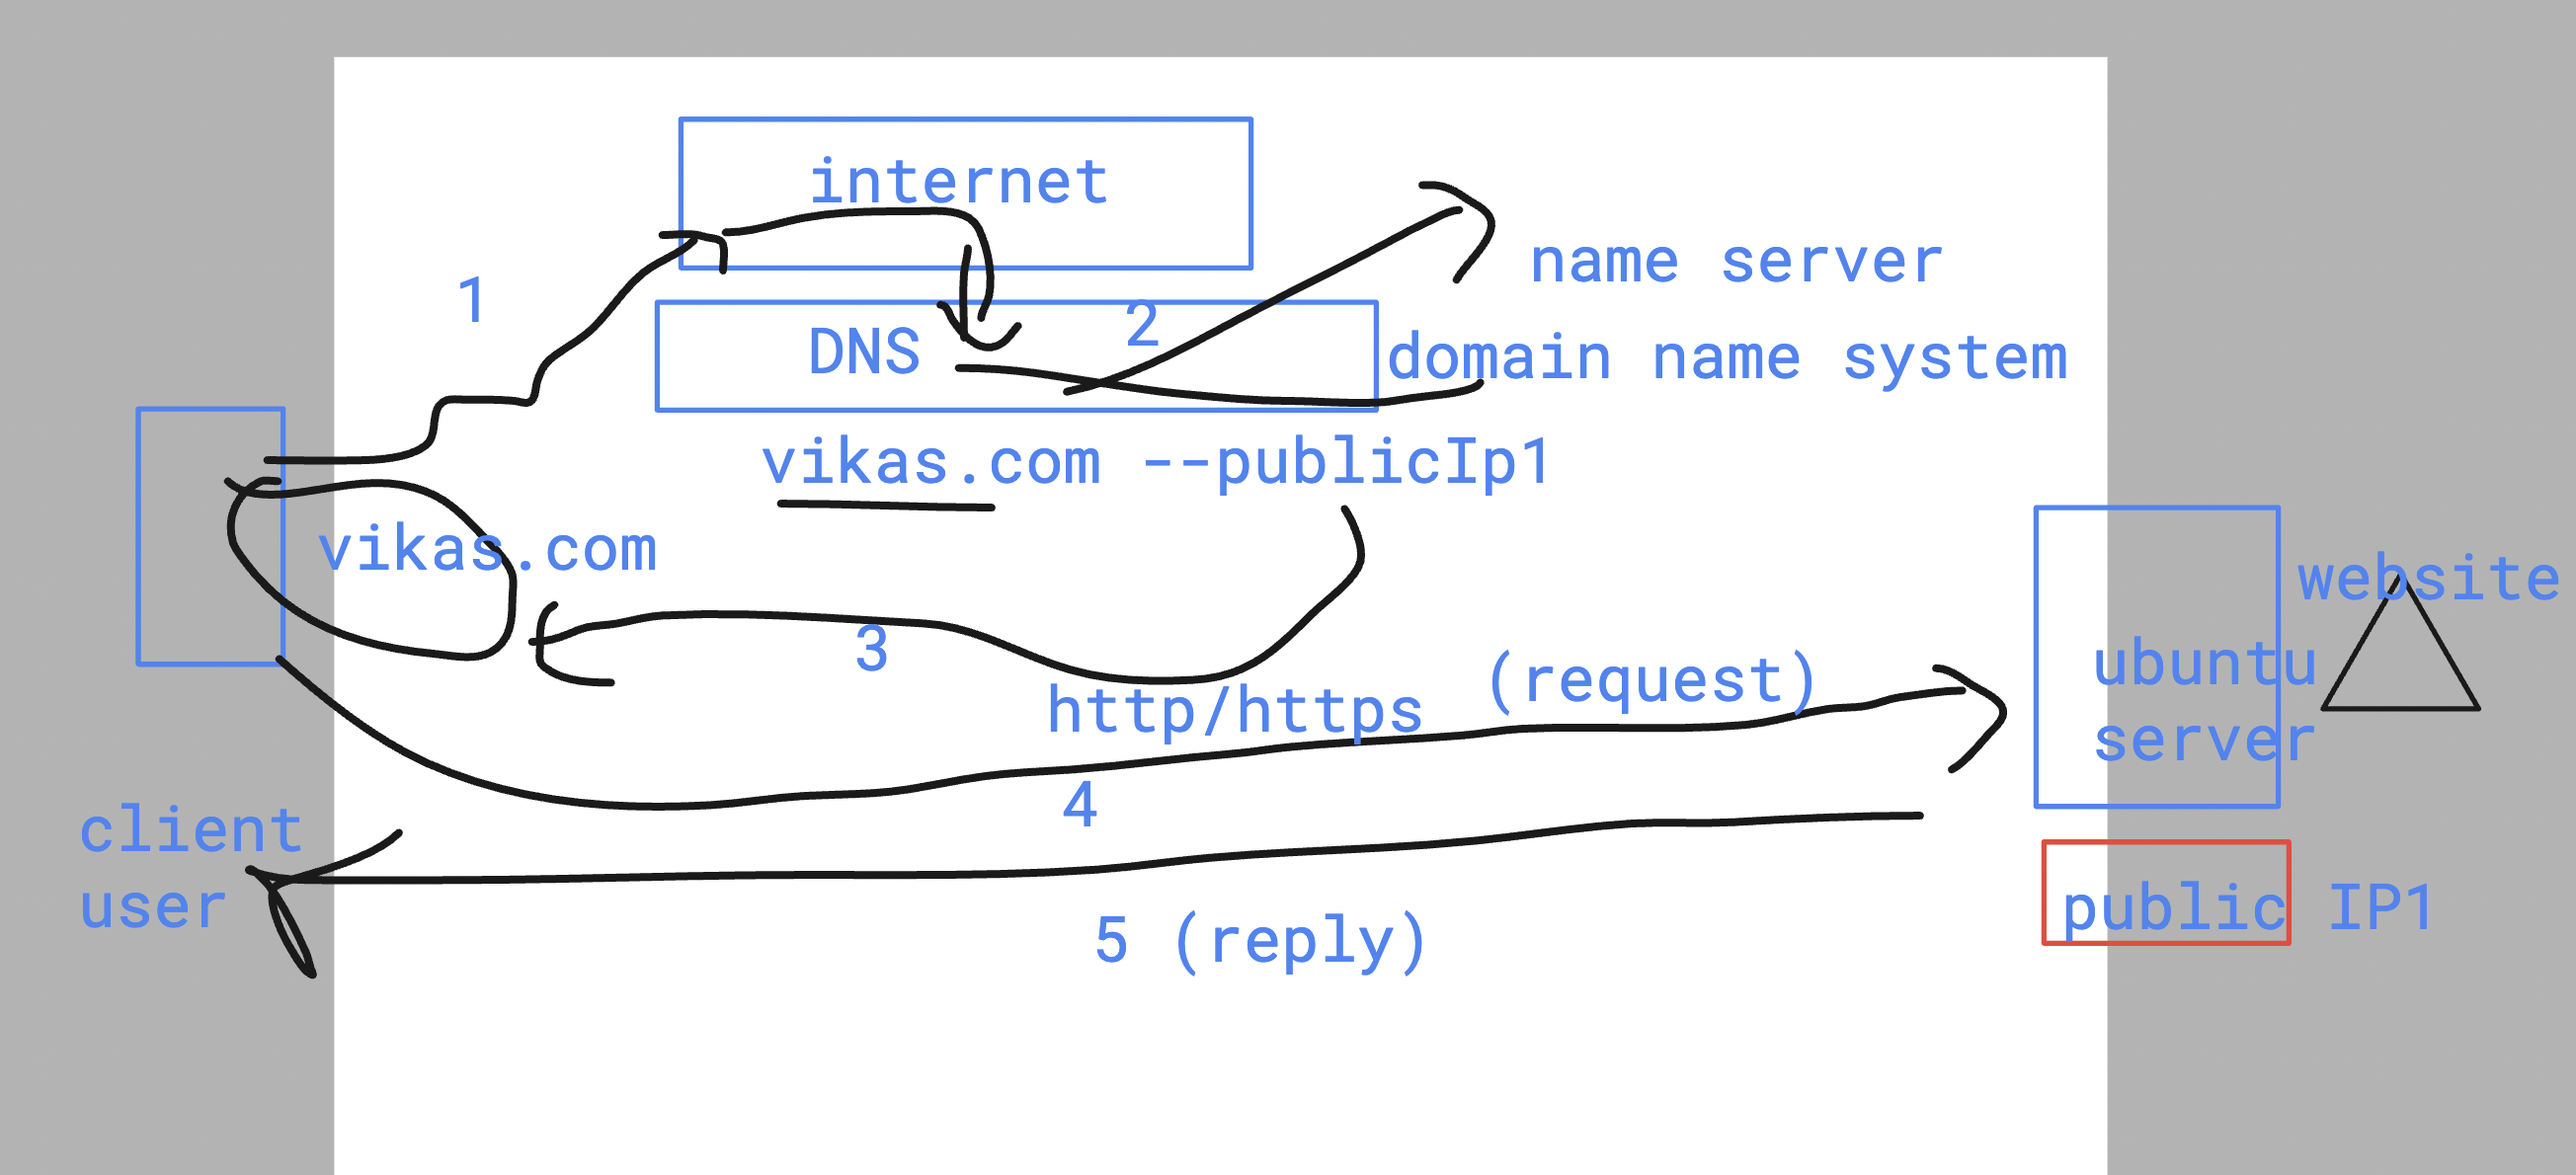 internet
name server
1
2
DNS
domain name system
vikas.com --publicIp1
vikas.com
website
3
(request)
ubuntu
server
http/https
4
client
user
public IP1
5 (reply)